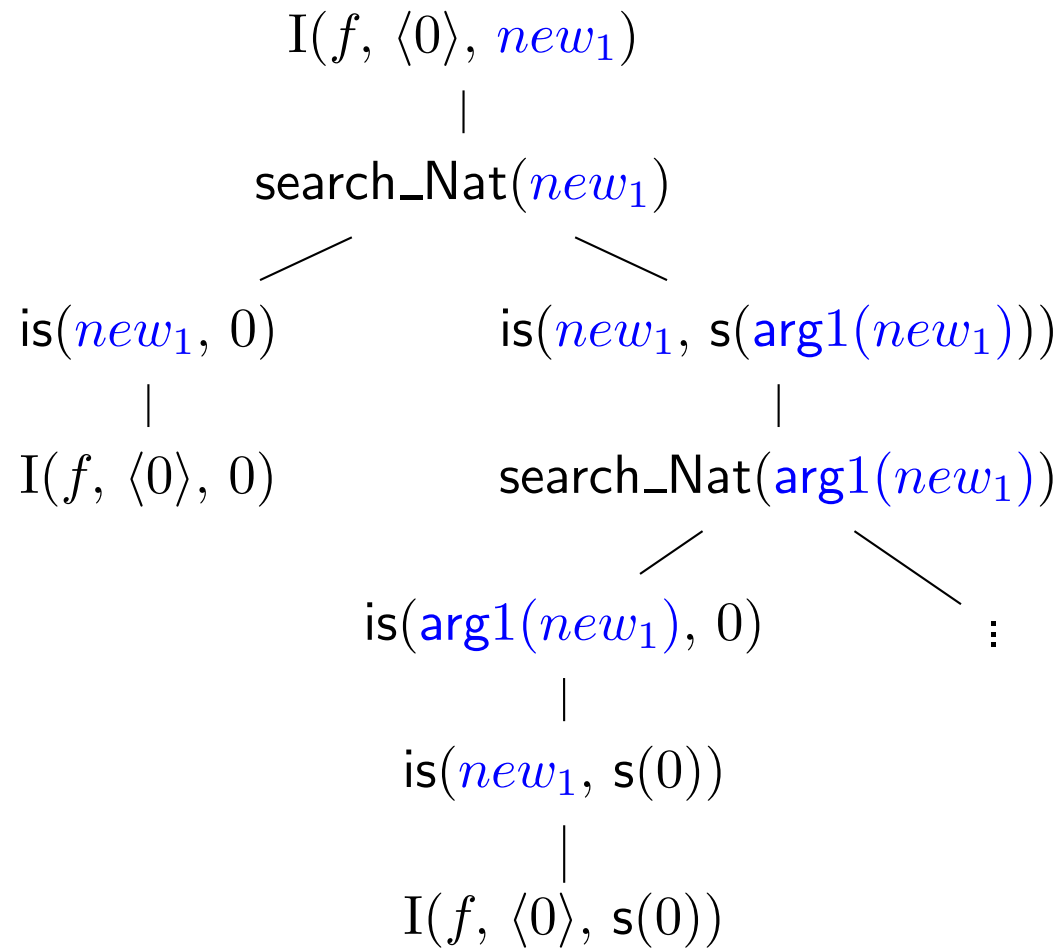 I(f, ⟨0⟩, new₁)
search_Nat(new₁)
is(new₁, 0) is(new₁, s(arg1(new₁)))
I(f, ⟨0⟩, 0) search_Nat(arg1(new₁))
is(arg1(new₁), 0) ⋮
is(new₁, s(0))
I(f, ⟨0⟩, s(0))